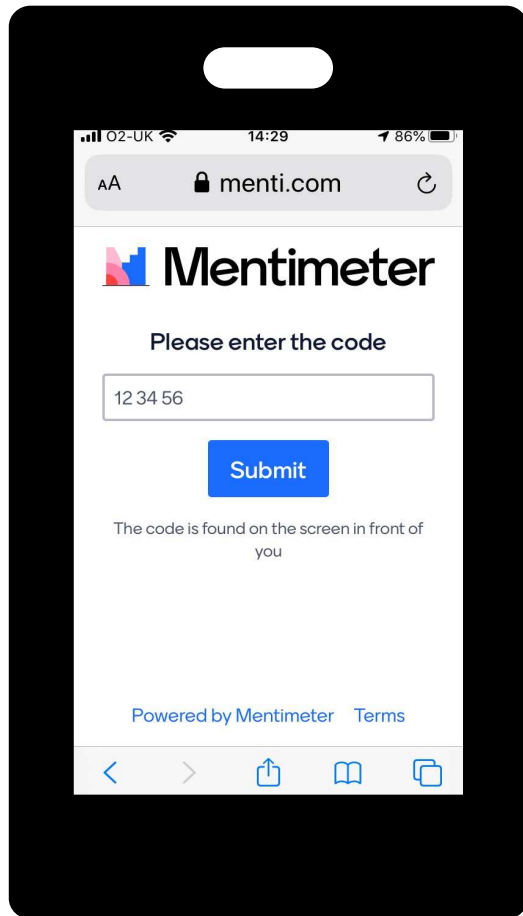 O2-UK 14:29 86%
AA menti.com
Mentimeter
Please enter the code
12 34 56
Submit
The code is found on the screen in front of
you
Powered by Mentimeter Terms